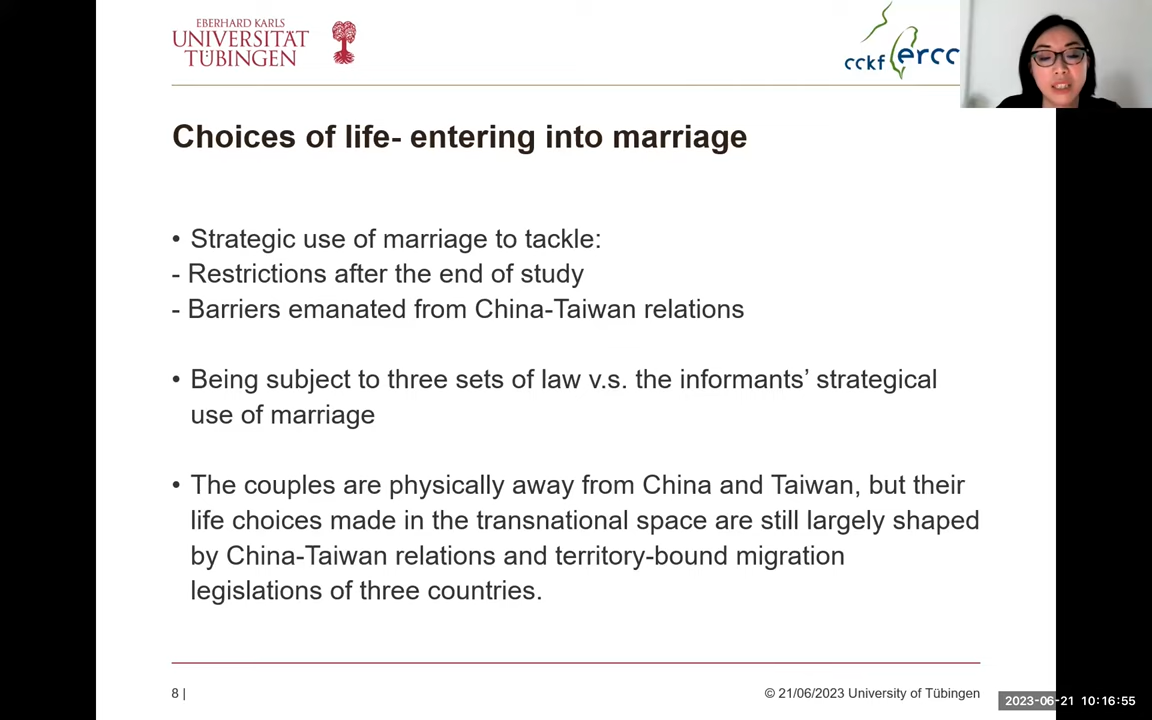 EBERHARD KARLS
UNIVERSITÄT
TÜBINGEN
cckf ercc
Choices of life- entering into marriage
• Strategic use of marriage to tackle:
- Restrictions after the end of study
- Barriers emanated from China-Taiwan relations
• Being subject to three sets of law v.s. the informants’ strategical
use of marriage
• The couples are physically away from China and Taiwan, but their
life choices made in the transnational space are still largely shaped
by China-Taiwan relations and territory-bound migration
legislations of three countries.
8 |
© 21/06/2023 University of Tübingen
2023-06-21 10:16:55